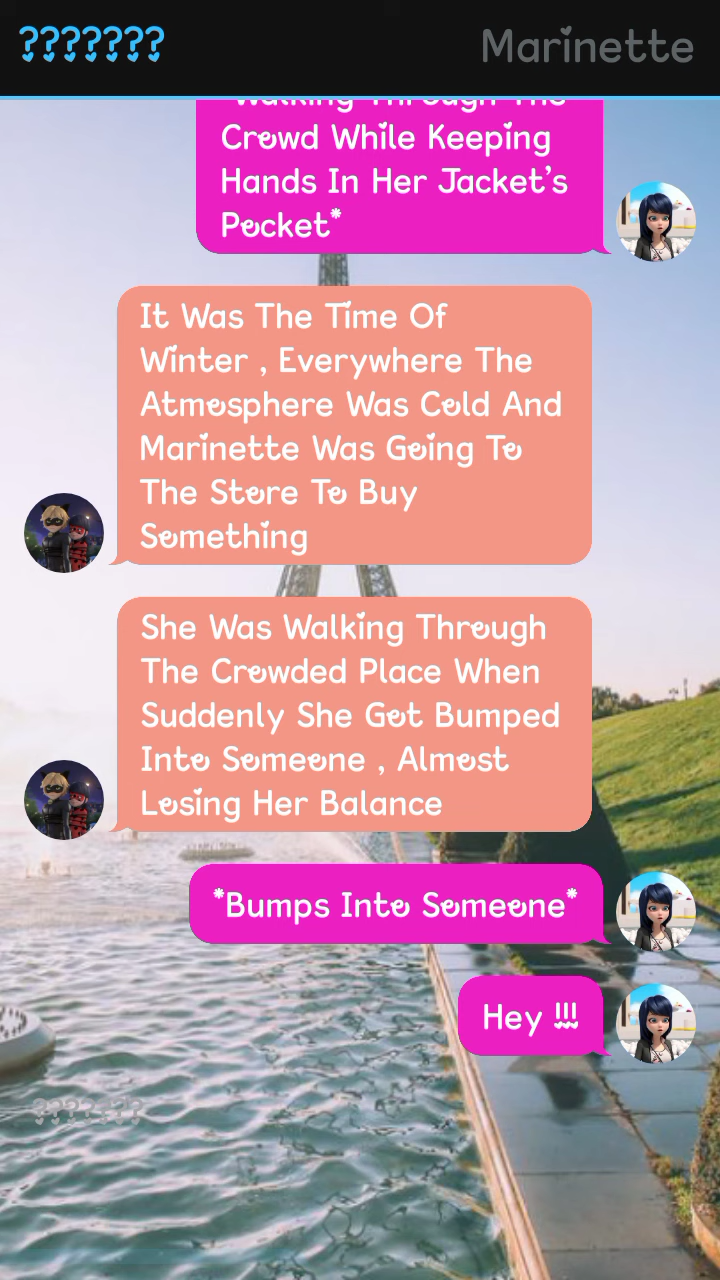 ??????? Marinette
*Walking Through The
Crowd While Keeping
Hands In Her Jacket's
Pocket*
It Was The Time Of
Winter , Everywhere The
Atmosphere Was Cold And
Marinette Was Going To
The Store To Buy
Something
She Was Walking Through
The Crowded Place When
Suddenly She Got Bumped
Into Someone , Almost
Losing Her Balance
*Bumps Into Someone*
Hey !!!
???????